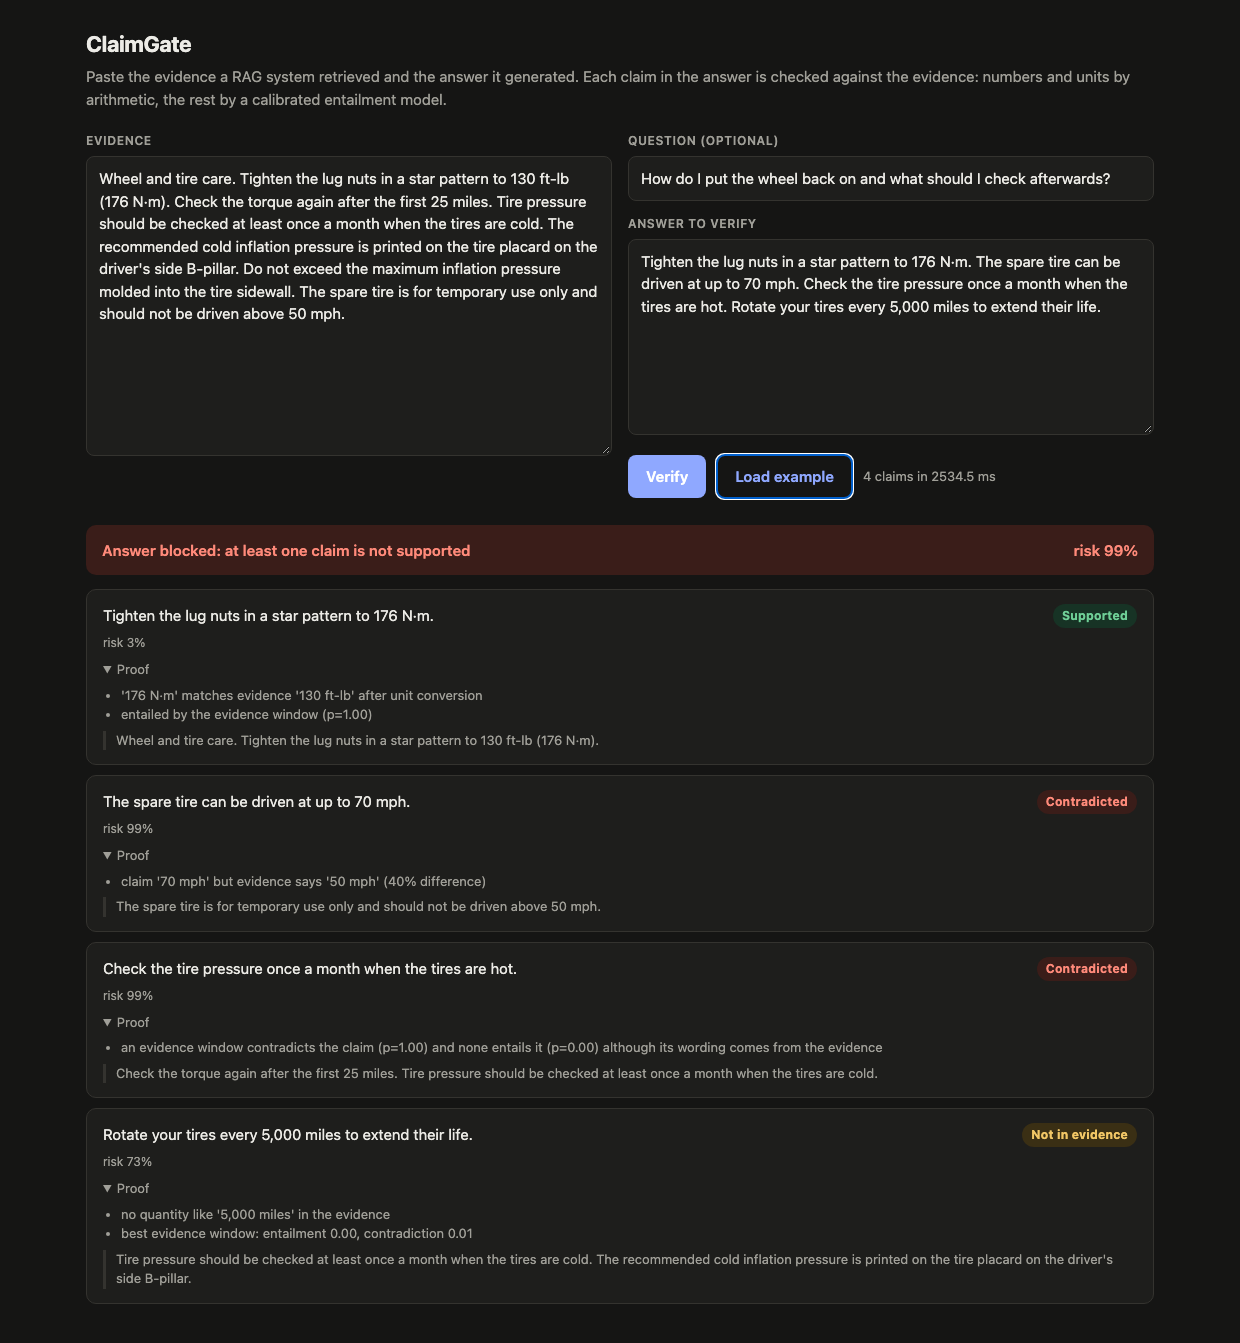 ClaimGate
Paste the evidence a RAG system retrieved and the answer it generated. Each claim in the answer is checked against the evidence: numbers and units by
arithmetic, the rest by a calibrated entailment model.
EVIDENCE
Wheel and tire care. Tighten the lug nuts in a star pattern to 130 ft-lb
(176 N·m). Check the torque again after the first 25 miles. Tire pressure
should be checked at least once a month when the tires are cold. The
recommended cold inflation pressure is printed on the tire placard on the
driver's side B-pillar. Do not exceed the maximum inflation pressure
molded into the tire sidewall. The spare tire is for temporary use only and
should not be driven above 50 mph.
QUESTION (OPTIONAL)
How do I put the wheel back on and what should I check afterwards?
ANSWER TO VERIFY
Tighten the lug nuts in a star pattern to 176 N·m. The spare tire can be
driven at up to 70 mph. Check the tire pressure once a month when the
tires are hot. Rotate your tires every 5,000 miles to extend their life.
Verify
Load example
4 claims in 2534.5 ms
Answer blocked: at least one claim is not supported
risk 99%
Tighten the lug nuts in a star pattern to 176 N·m.
Supported
risk 3%
▼ Proof
• '176 N·m' matches evidence '130 ft-lb' after unit conversion
• entailed by the evidence window (p=1.00)
Wheel and tire care. Tighten the lug nuts in a star pattern to 130 ft-lb (176 N·m).
The spare tire can be driven at up to 70 mph.
Contradicted
risk 99%
▼ Proof
• claim '70 mph' but evidence says '50 mph' (40% difference)
The spare tire is for temporary use only and should not be driven above 50 mph.
Check the tire pressure once a month when the tires are hot.
Contradicted
risk 99%
▼ Proof
• an evidence window contradicts the claim (p=1.00) and none entails it (p=0.00) although its wording comes from the evidence
Check the torque again after the first 25 miles. Tire pressure should be checked at least once a month when the tires are cold.
Rotate your tires every 5,000 miles to extend their life.
Not in evidence
risk 73%
▼ Proof
• no quantity like '5,000 miles' in the evidence
• best evidence window: entailment 0.00, contradiction 0.01
Tire pressure should be checked at least once a month when the tires are cold. The recommended cold inflation pressure is printed on the tire placard on the driver's
side B-pillar.